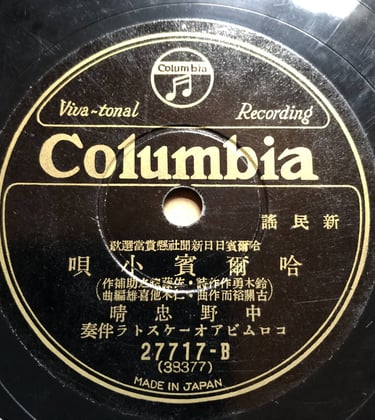 Columbia
Viva-tonal Recording
Columbia
新民謠
哈爾賓日日新聞社懸賞當選歌
哈爾賓小唄
(鈴木勇作作詩・佐藤惣之助補作)
(古關裕而作曲・仁木他喜雄編曲)
中野忠晴
コロムビアオーケストラ伴奏
27717-B
(38377)
MADE IN JAPAN